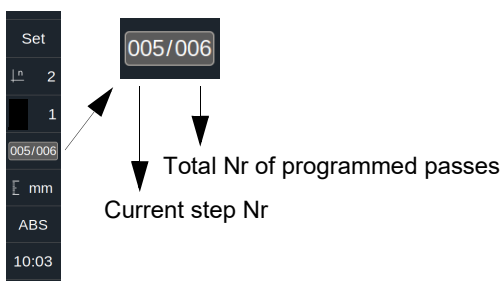 Set
n 2
1
005/006
mm
ABS
10:03
005/006
Total Nr of programmed passes
Current step Nr